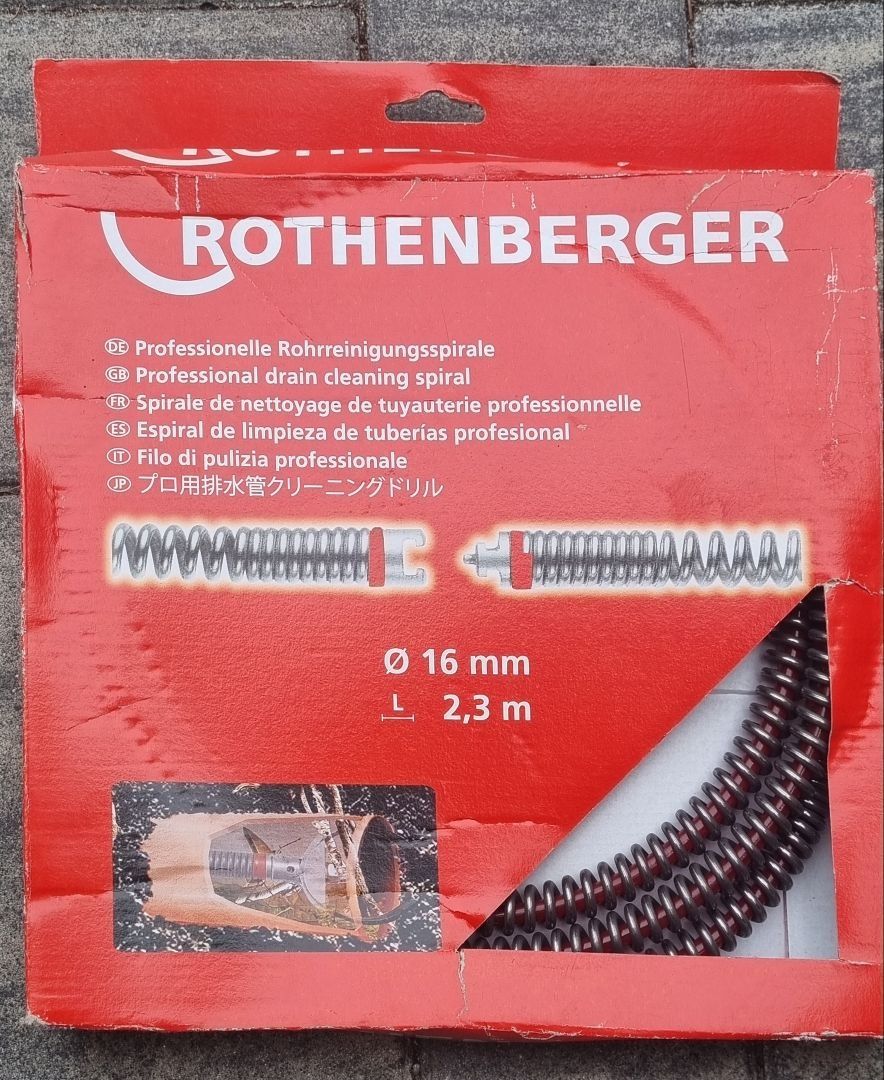 ROTHENBERGER
ROTHENBERGER
DE Professionelle Rohrreinigungsspirale
GB Professional drain cleaning spiral
FR Spirale de nettoyage de tuyauterie professionnelle
ES Espiral de limpieza de tuberías profesional
IT Filo di pulizia professionale
JP プロ用排水管クリーニングドリル
Ø 16 mm
L 2,3 m